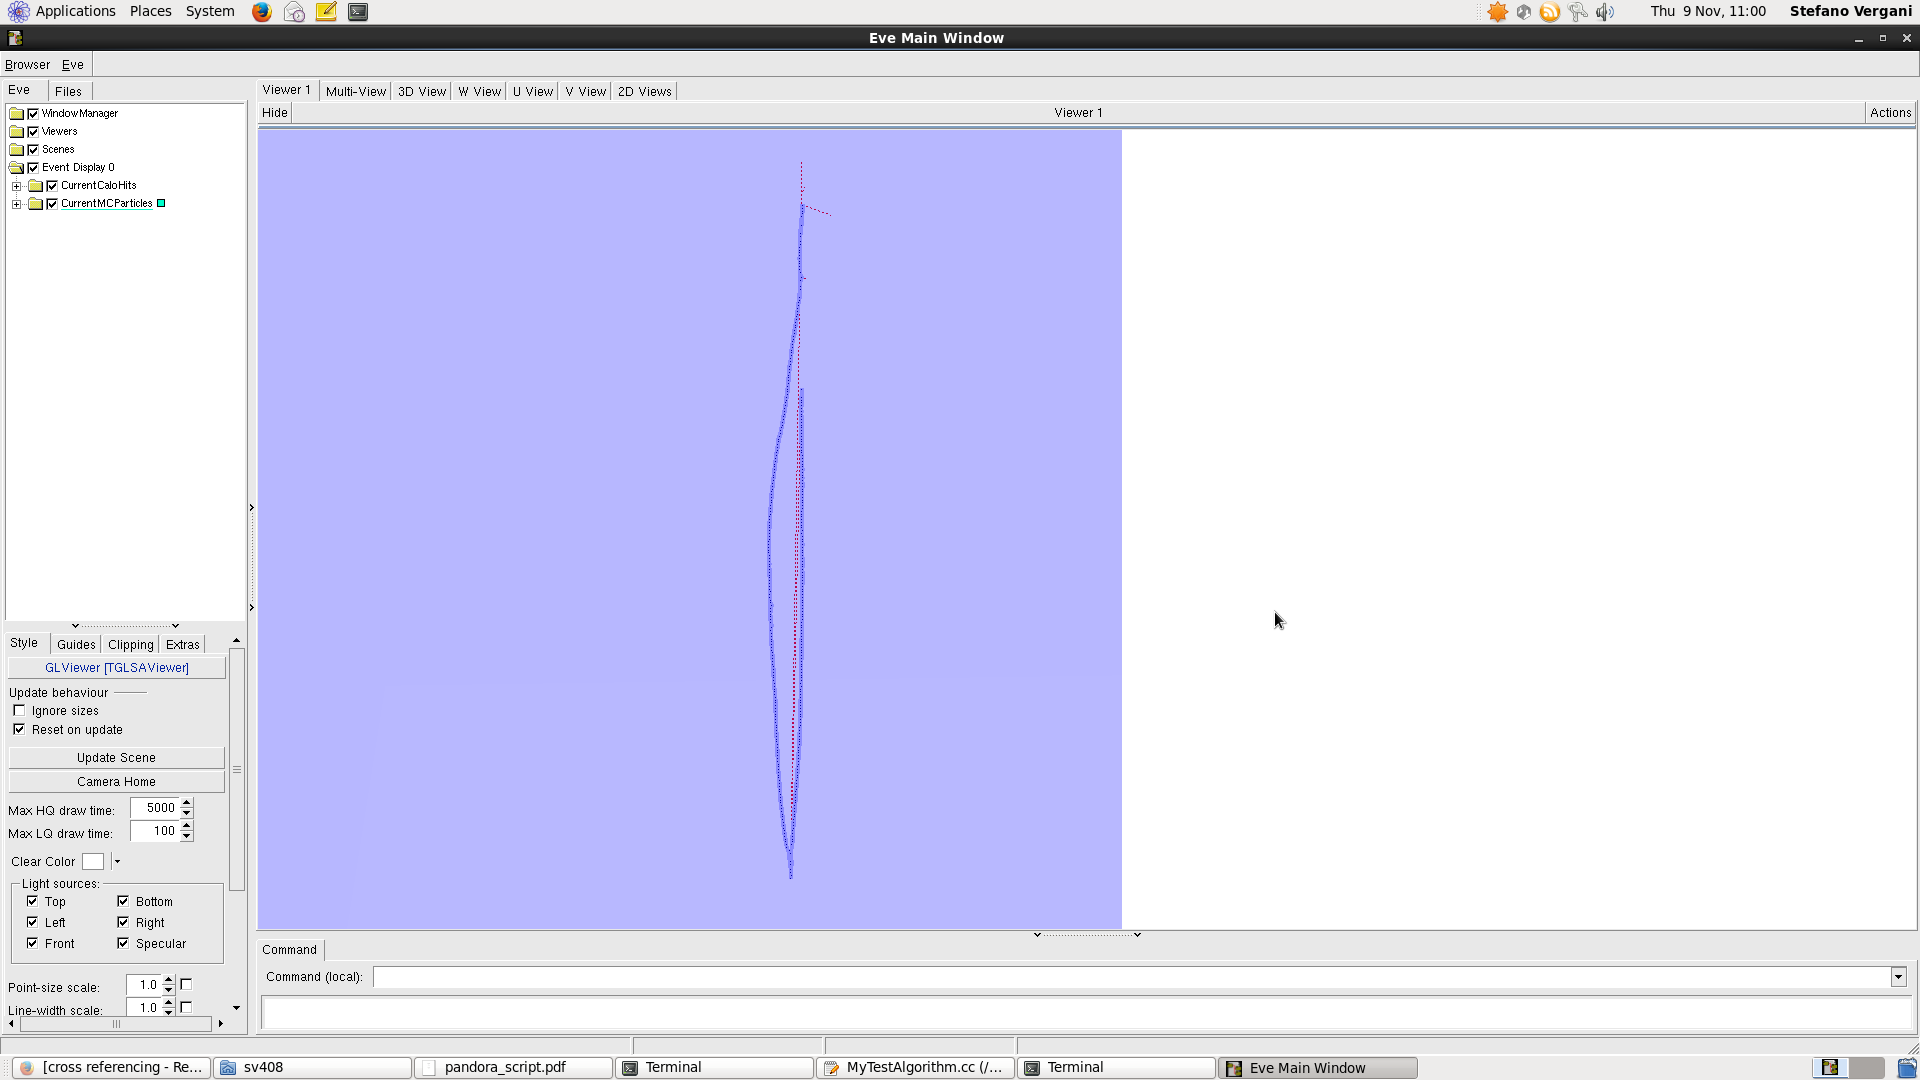 Applications Places System Thu 9 Nov, 11:00 Stefano Vergani
Eve Main Window
Browser Eve
Eve Files
WindowManager
Viewers
Scenes
Event Display 0
CurrentCaloHits
CurrentMCParticles
Viewer 1 Multi-View 3D View W View U View V View 2D Views
Hide Viewer 1 Actions
Style Guides Clipping Extras
GLViewer [TGLSAViewer]
Update behaviour
Ignore sizes
Reset on update
Update Scene
Camera Home
Max HQ draw time: 5000
Max LQ draw time: 100
Clear Color
Light sources:
Top Bottom
Left Right
Front Specular
Point-size scale: 1.0
Line-width scale: 1.0
Command
Command (local):
[cross referencing - Re... sv408 pandora_script.pdf Terminal MyTestAlgorithm.cc (/... Terminal Eve Main Window